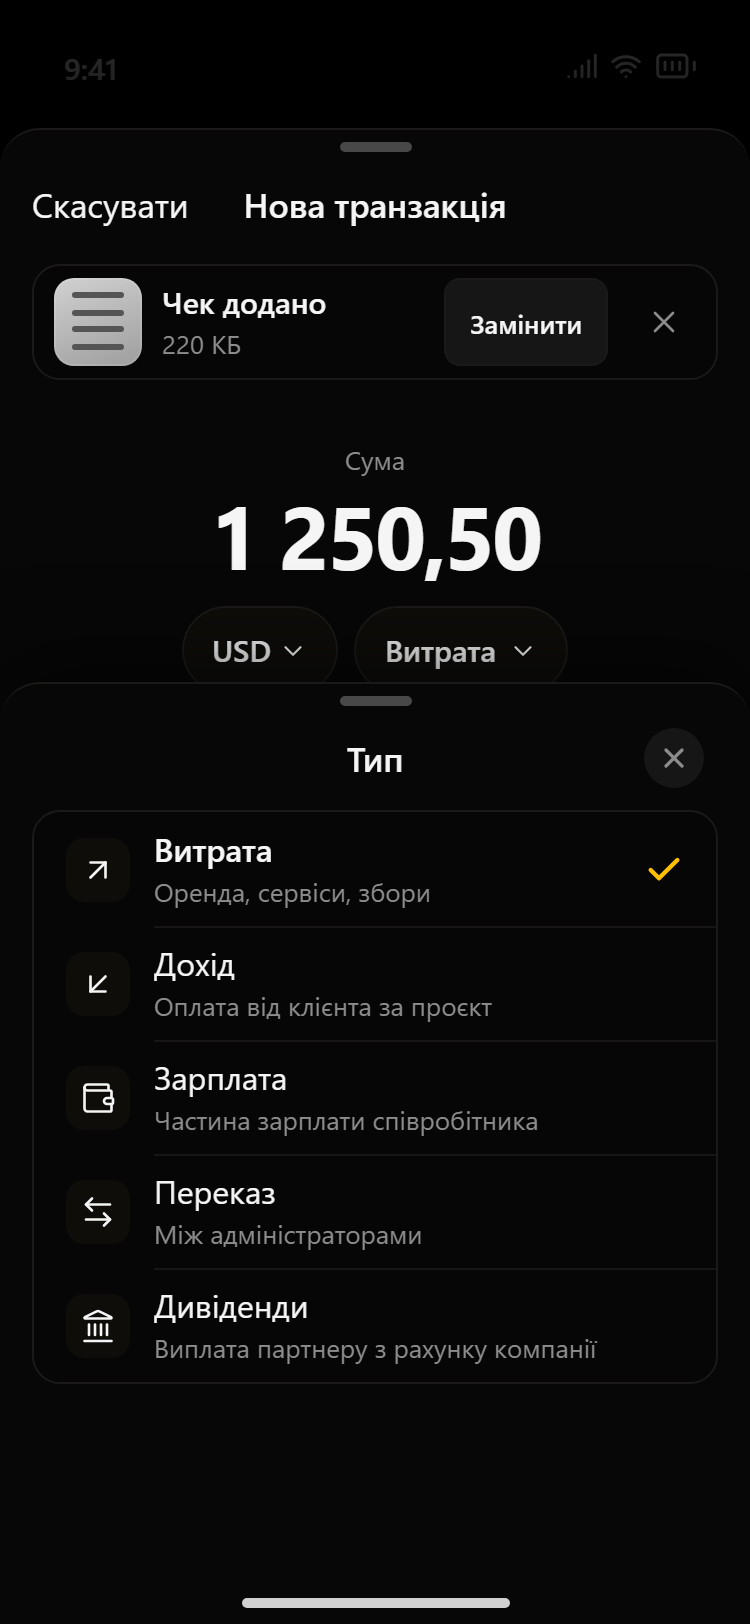 9:41
Скасувати Нова транзакція
Чек додано
220 КБ
Замінити
Сума
1 250,50
USD Витрата
Тип
Витрата
Оренда, сервіси, збори
Дохід
Оплата від клієнта за проєкт
Зарплата
Частина зарплати співробітника
Переказ
Між адміністраторами
Дивіденди
Виплата партнеру з рахунку компанії